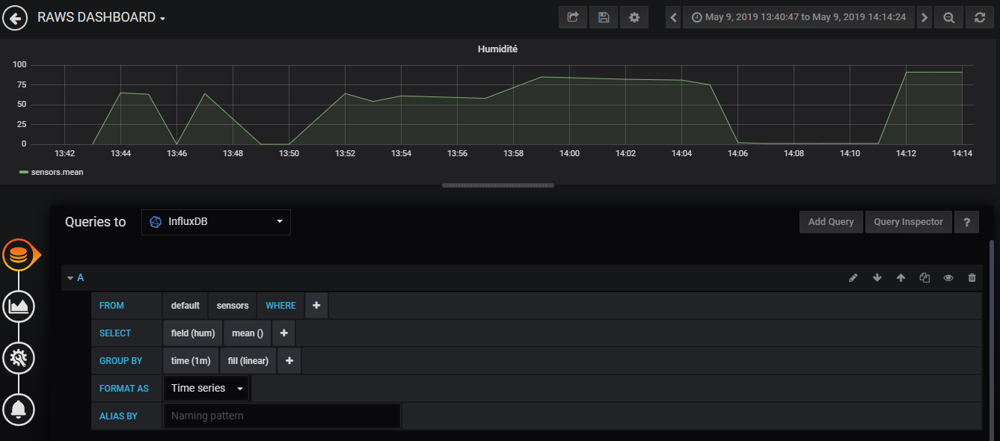 RAWS DASHBOARD
May 9, 2019 13:40:47 to May 9, 2019 14:14:24
Humidité
100
75
50
25
0
13:42 13:44 13:46 13:48 13:50 13:52 13:54 13:56 13:58 14:00 14:02 14:04 14:06 14:08 14:10 14:12 14:14
sensors.mean
Queries to InfluxDB Add Query Query Inspector ?
A
FROM default sensors WHERE +
SELECT field (hum) mean () +
GROUP BY time (1m) fill (linear) +
FORMAT AS Time series
ALIAS BY Naming pattern